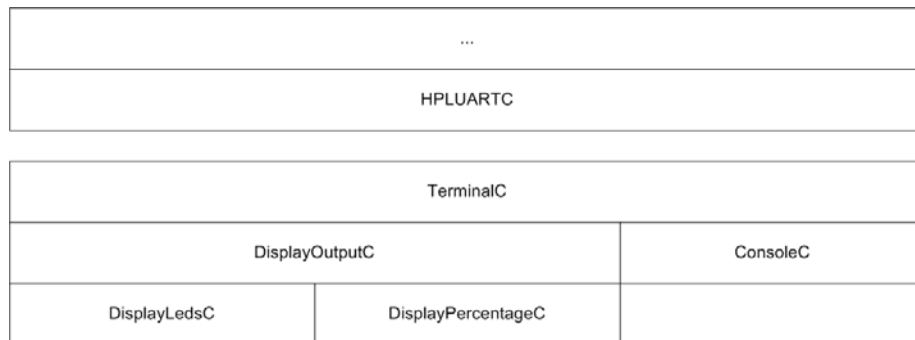 ...
HPLUARTC
TerminalC
DisplayOutputC ConsoleC
DisplayLedsC DisplayPercentageC